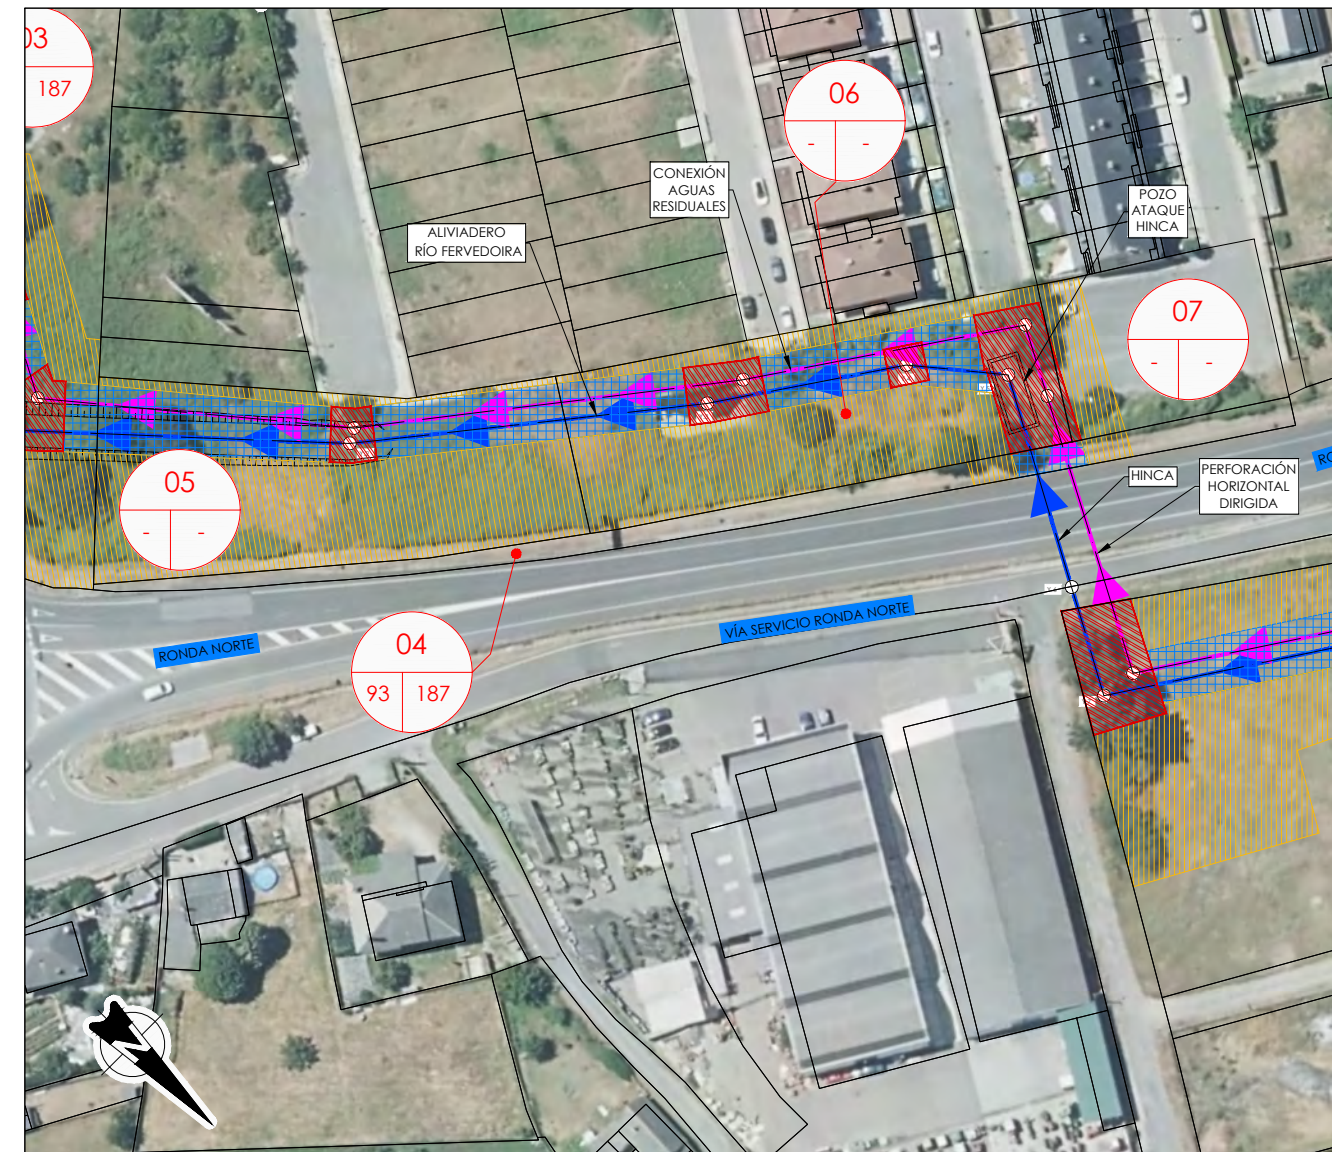 03
187
06
- -
CONEXIÓN
AGUAS
RESIDUALES
POZO
ATAQUE
HINCA
ALIVIADERO
RÍO FERVEDOIRA
07
- -
05
- -
HINCA
PERFORACIÓN
HORIZONTAL
DIRIGIDA
RO
04
93 187
VÍA SERVICIO RONDA NORTE
RONDA NORTE